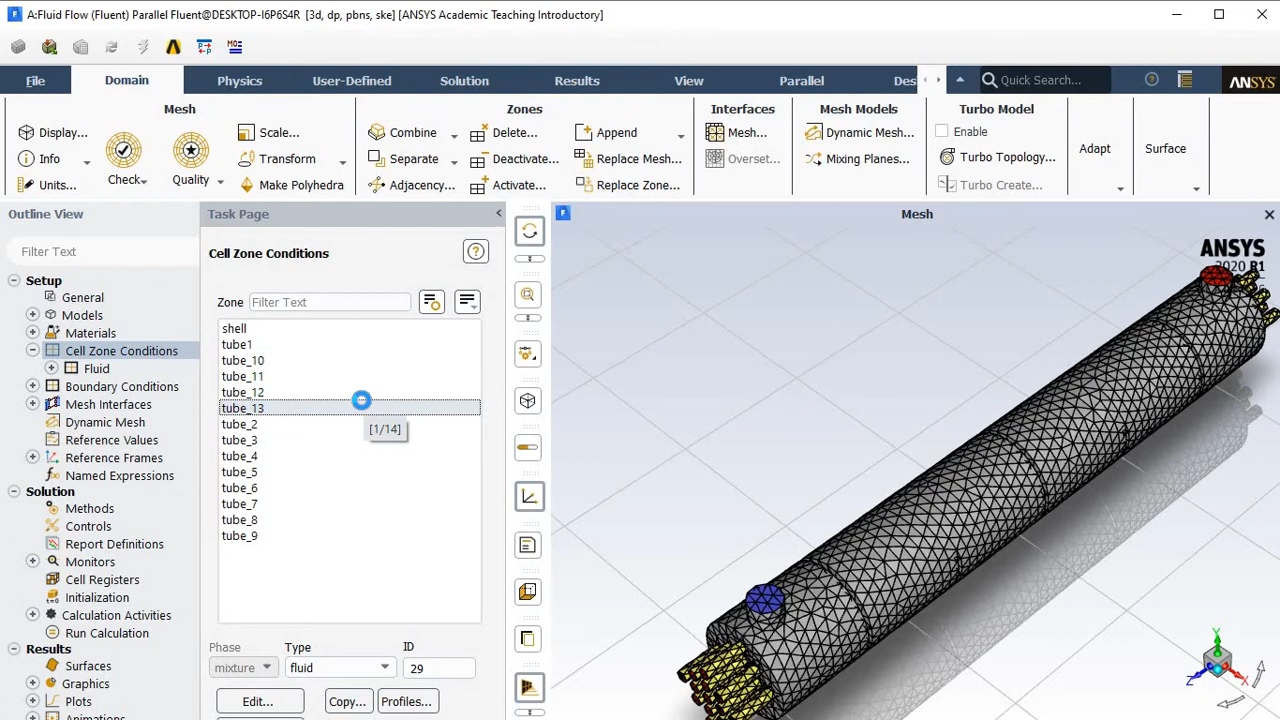 A:Fluid Flow (Fluent) Parallel Fluent@DESKTOP-I6P6S4R [3d, dp, pbns, ske] [ANSYS Academic Teaching Introductory]
File Domain Physics User-Defined Solution Results View Parallel Des Quick Search... ANSYS
Mesh
Display...
Info
Units...
Check
Quality
Scale...
Transform
Make Polyhedra
Zones
Combine
Separate
Adjacency...
Delete...
Deactivate...
Activate...
Append
Replace Mesh...
Replace Zone...
Interfaces
Mesh...
Overset...
Mesh Models
Dynamic Mesh...
Mixing Planes...
Turbo Model
Enable
Turbo Topology...
Turbo Create...
Adapt
Surface
Outline View
Filter Text
Setup
General
Models
Materials
Cell Zone Conditions
Fluid
Boundary Conditions
Mesh Interfaces
Dynamic Mesh
Reference Values
Reference Frames
Named Expressions
Solution
Methods
Controls
Report Definitions
Monitors
Cell Registers
Initialization
Calculation Activities
Run Calculation
Results
Surfaces
Graphics
Plots
Animations
Task Page
Cell Zone Conditions
Zone Filter Text
shell
tube1
tube_10
tube_11
tube_12
tube_13
tube_2
tube_3
tube_4
tube_5
tube_6
tube_7
tube_8
tube_9
[1/14]
Phase Type ID
mixture fluid 29
Edit... Copy... Profiles...
Mesh
ANSYS
2020 R1
Y
Z
X